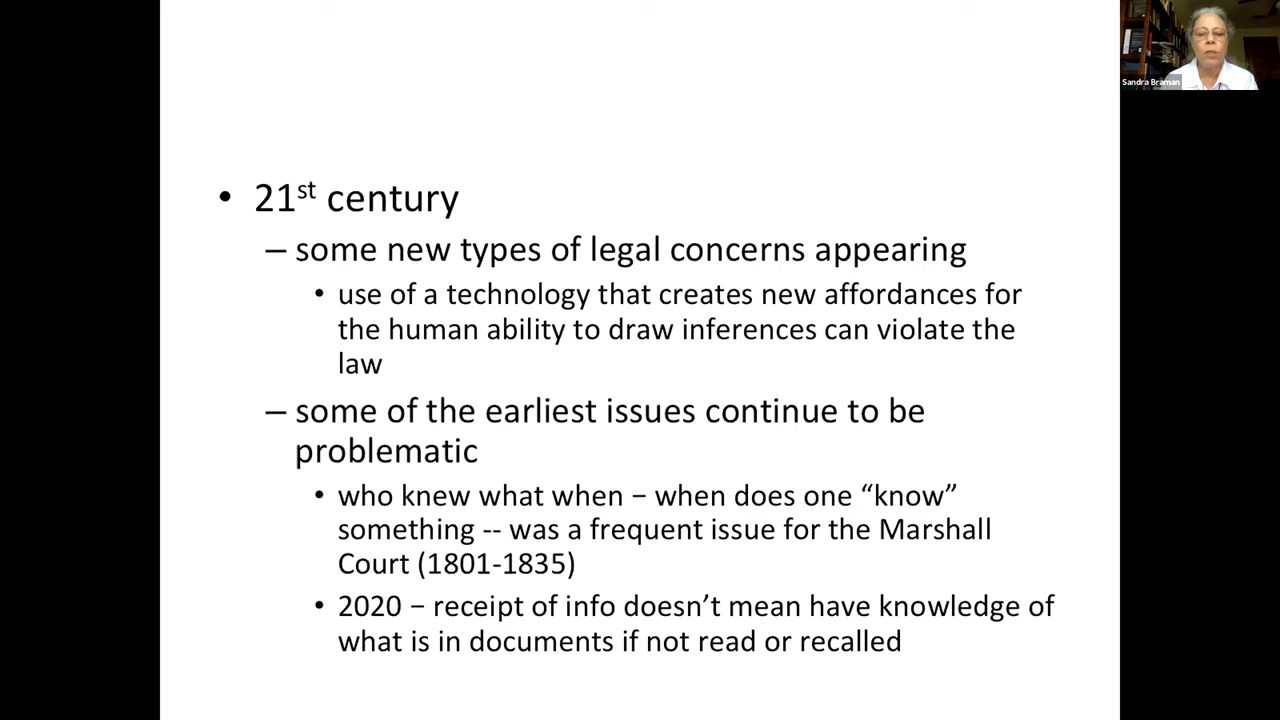 • 21st century
– some new types of legal concerns appearing
• use of a technology that creates new affordances for
the human ability to draw inferences can violate the
law
– some of the earliest issues continue to be
problematic
• who knew what when – when does one “know”
something -- was a frequent issue for the Marshall
Court (1801-1835)
• 2020 – receipt of info doesn’t mean have knowledge of
what is in documents if not read or recalled
Sandra Braman